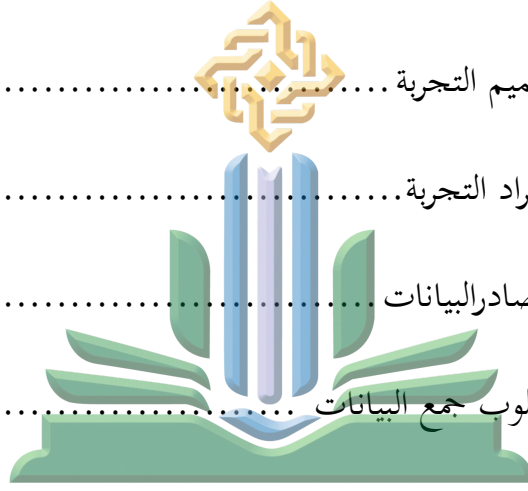 ميم التجربة ..............................
راد التجربة..............................
صادرالبيانات ..............................
لوب جمع البيانات ......................